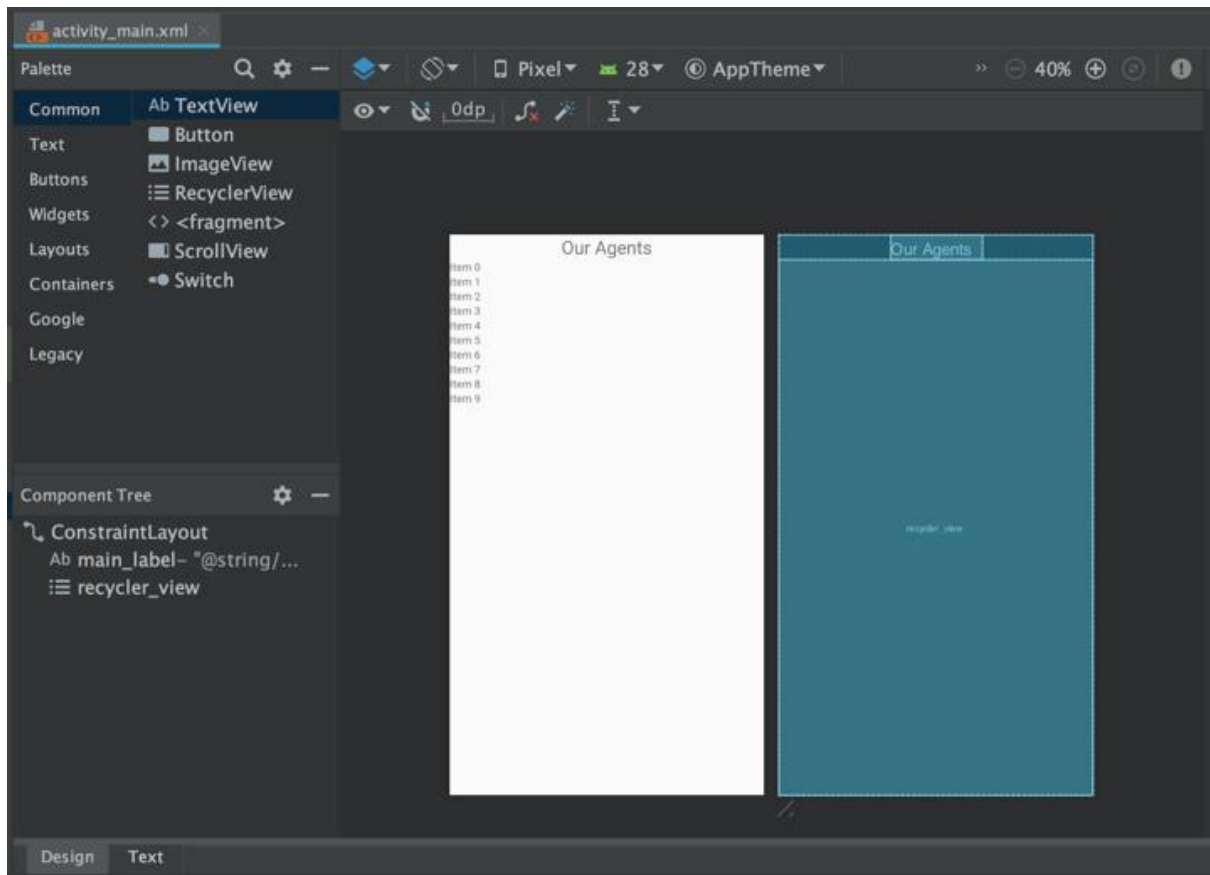 activity_main.xml
Palette
Pixel 28 AppTheme
» 40%
Common
Text
Buttons
Widgets
Layouts
Containers
Google
Legacy
Ab TextView
Button
ImageView
RecyclerView
<> <fragment>
ScrollView
Switch
0dp
Our Agents
Item 0
Item 1
Item 2
Item 3
Item 4
Item 5
Item 6
Item 7
Item 8
Item 9
Our Agents
recycler_view
Component Tree
ConstraintLayout
Ab main_label– "@string/...
recycler_view
Design Text